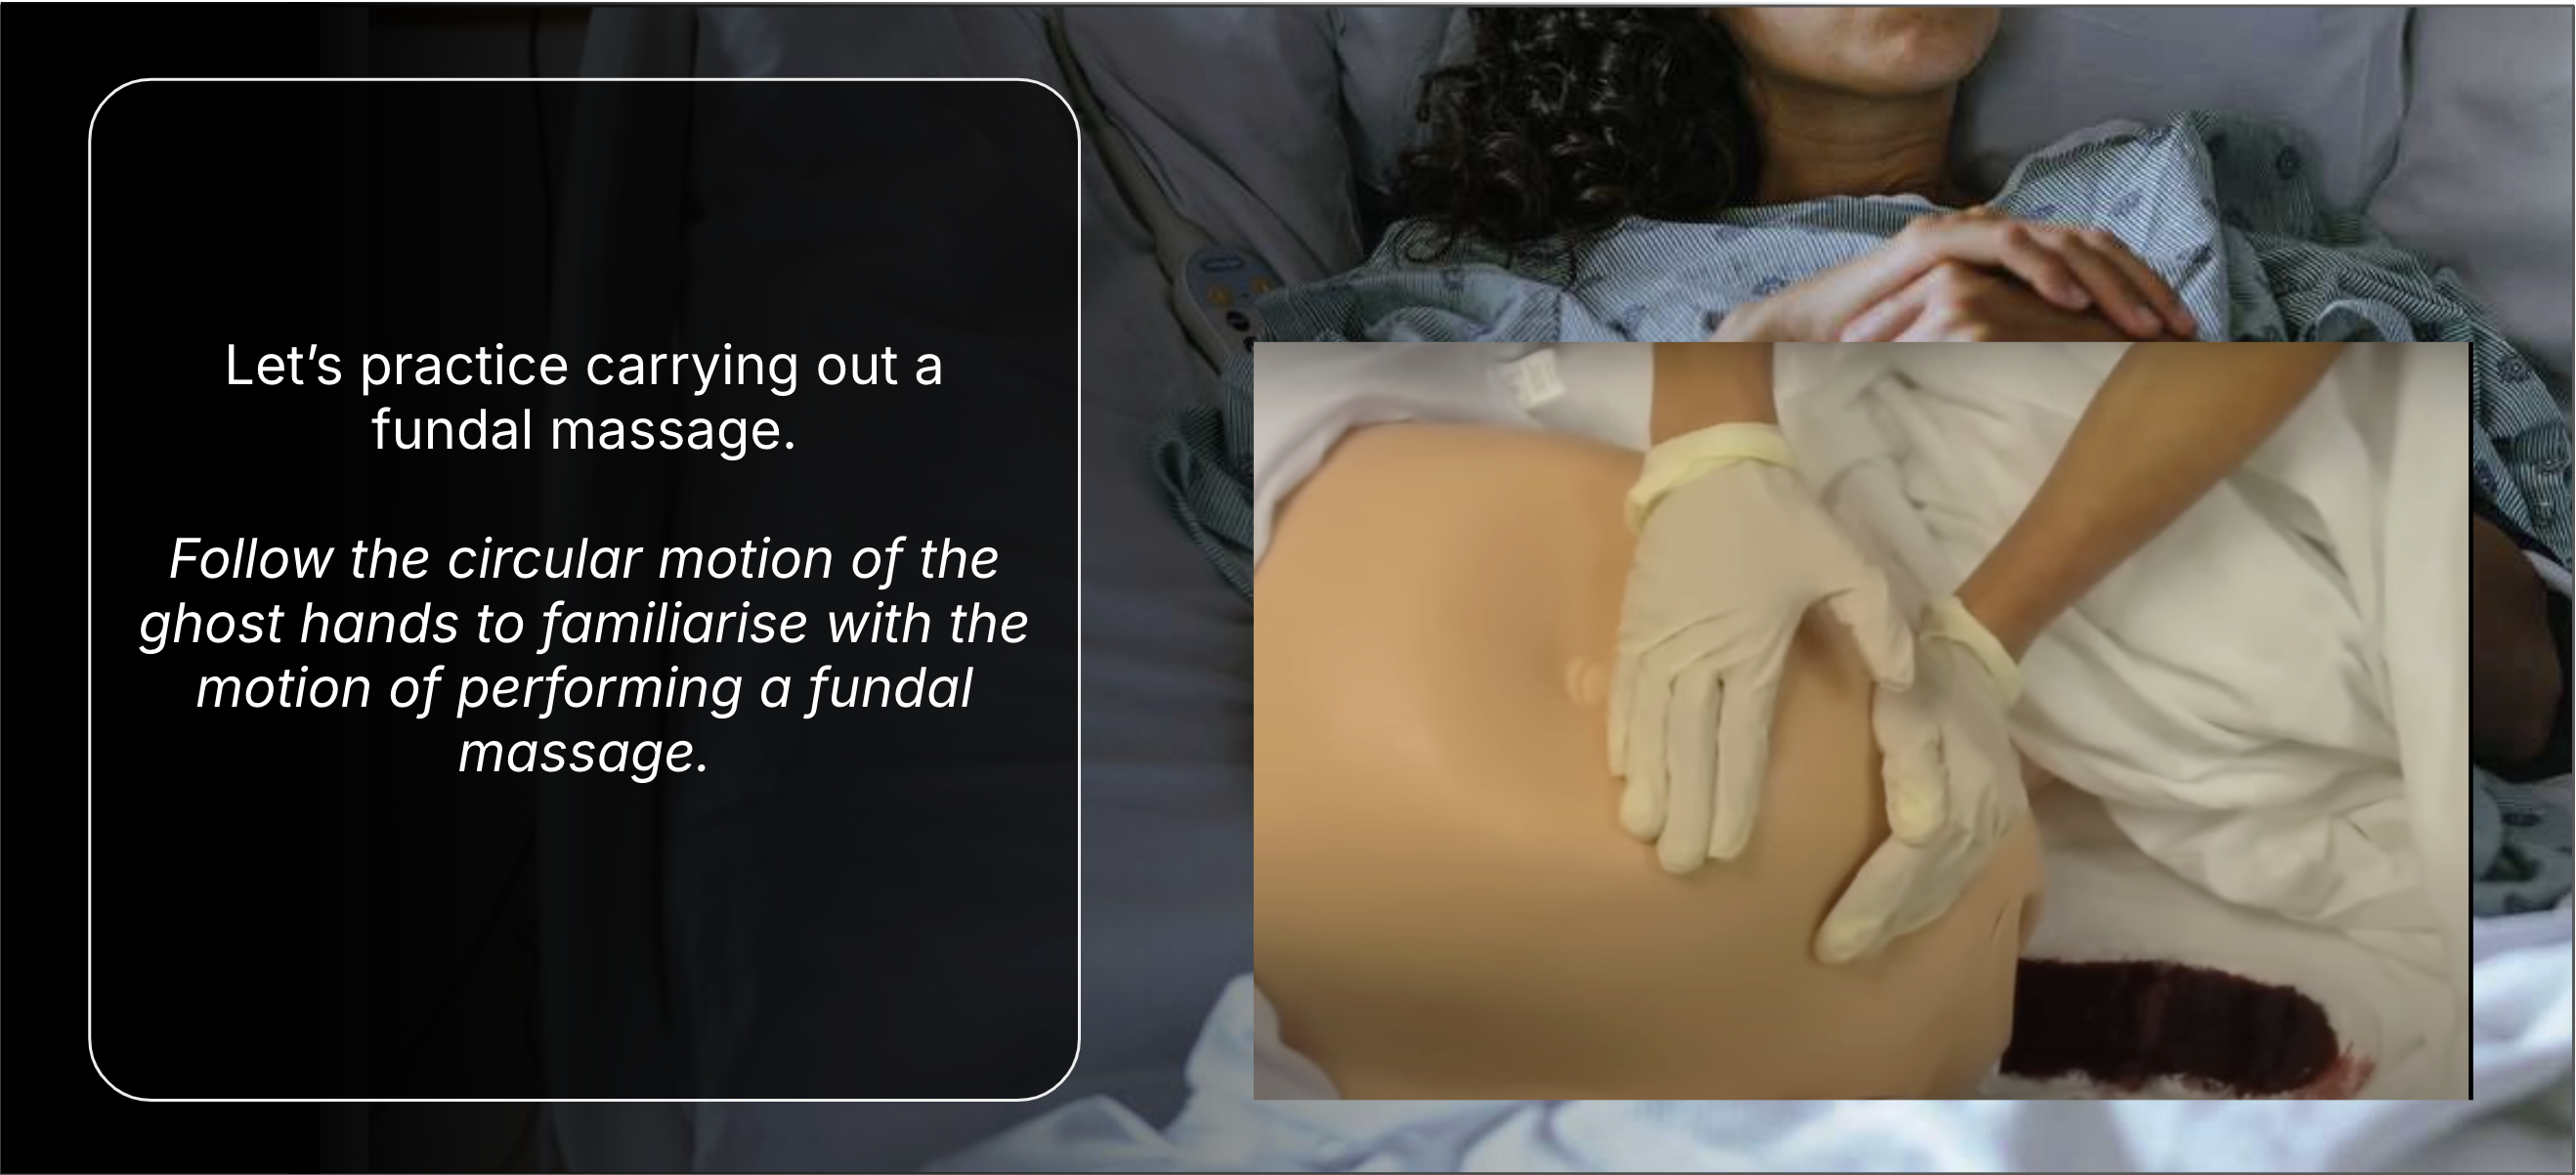 Let’s practice carrying out a
fundal massage.
Follow the circular motion of the
ghost hands to familiarise with the
motion of performing a fundal
massage.